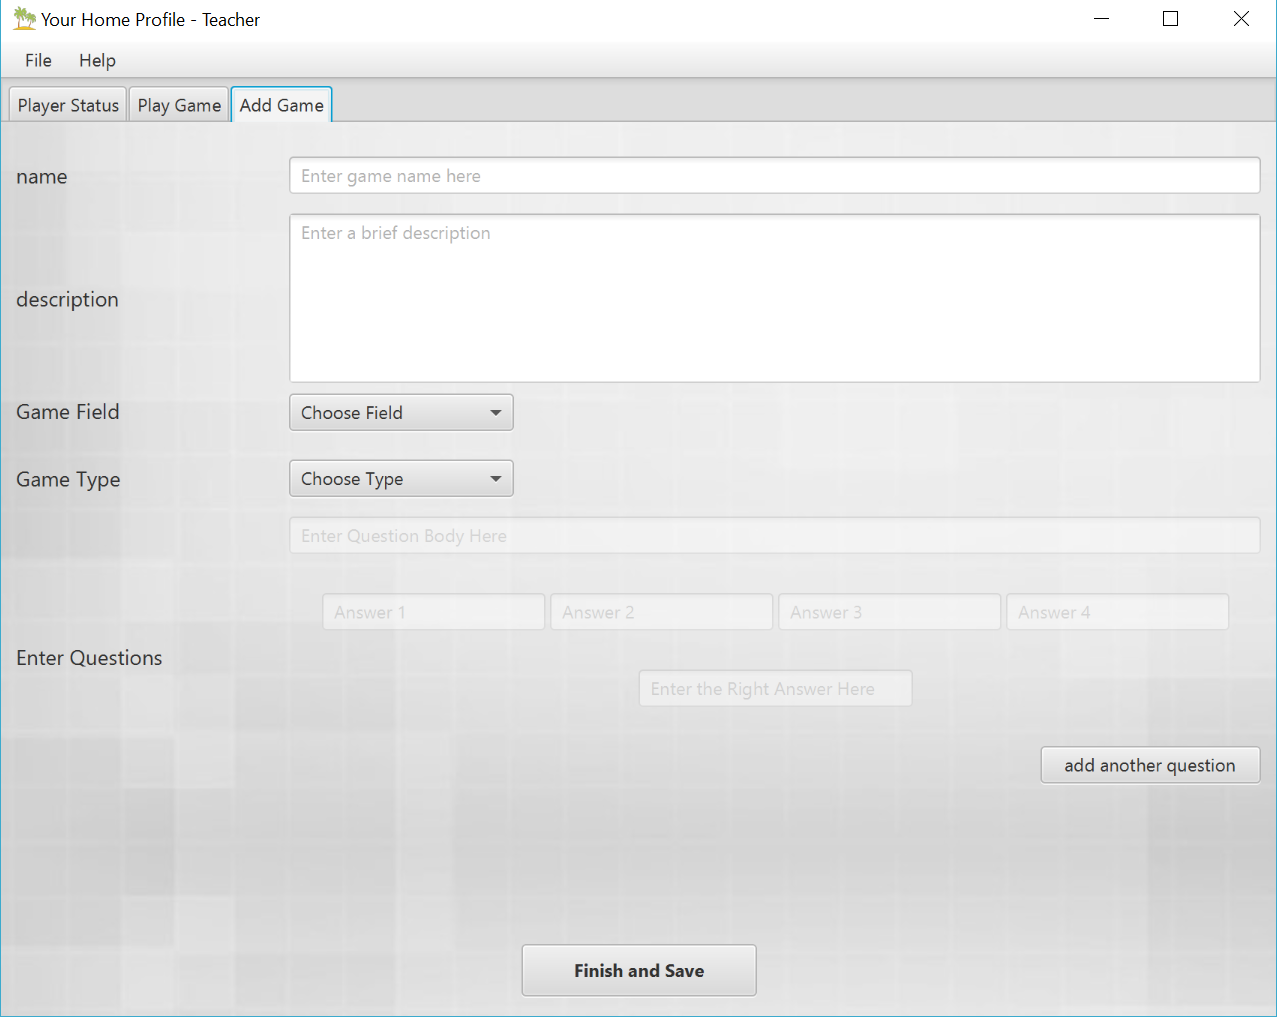 Your Home Profile - Teacher
File Help
Player Status Play Game Add Game
name Enter game name here
Enter a brief description
description
Game Field Choose Field
Game Type Choose Type
Enter Question Body Here
Answer 1 Answer 2 Answer 3 Answer 4
Enter Questions
Enter the Right Answer Here
add another question
Finish and Save